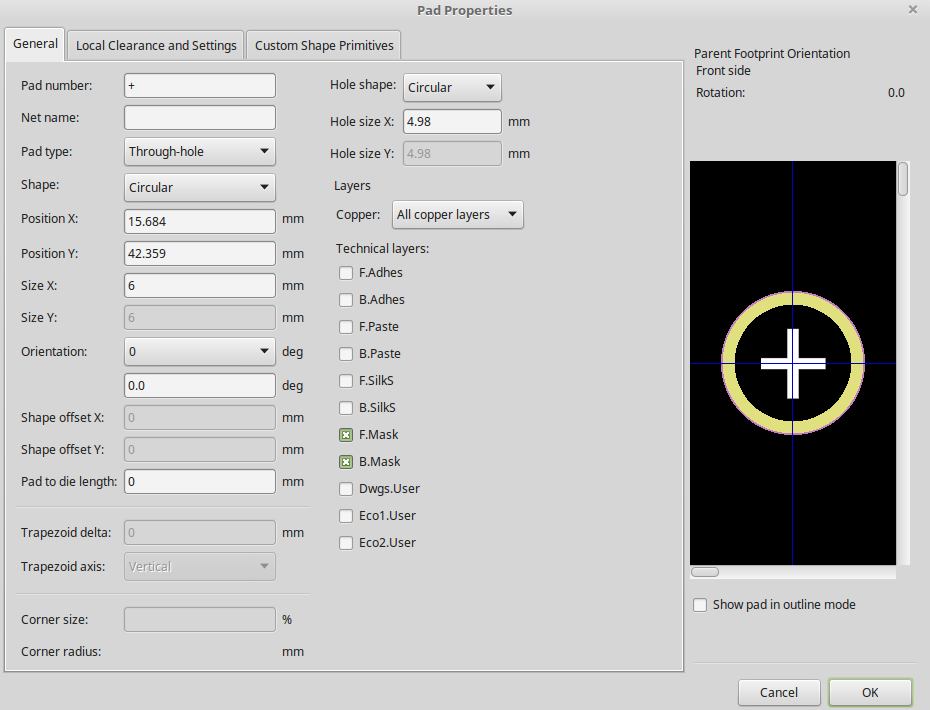 Pad Properties
General
Local Clearance and Settings
Custom Shape Primitives
Pad number: +
Net name:
Pad type: Through-hole
Shape: Circular
Position X: 15.684 mm
Position Y: 42.359 mm
Size X: 6 mm
Size Y: 6 mm
Orientation: 0 deg
0.0 deg
Shape offset X: 0 mm
Shape offset Y: 0 mm
Pad to die length: 0 mm
Trapezoid delta: 0 mm
Trapezoid axis: Vertical
Corner size: %
Corner radius: mm
Hole shape: Circular
Hole size X: 4.98 mm
Hole size Y: 4.98 mm
Layers
Copper: All copper layers
Technical layers:
F.Adhes
B.Adhes
F.Paste
B.Paste
F.SilkS
B.SilkS
F.Mask
B.Mask
Dwgs.User
Eco1.User
Eco2.User
Parent Footprint Orientation
Front side
Rotation: 0.0
+
Show pad in outline mode
Cancel
OK